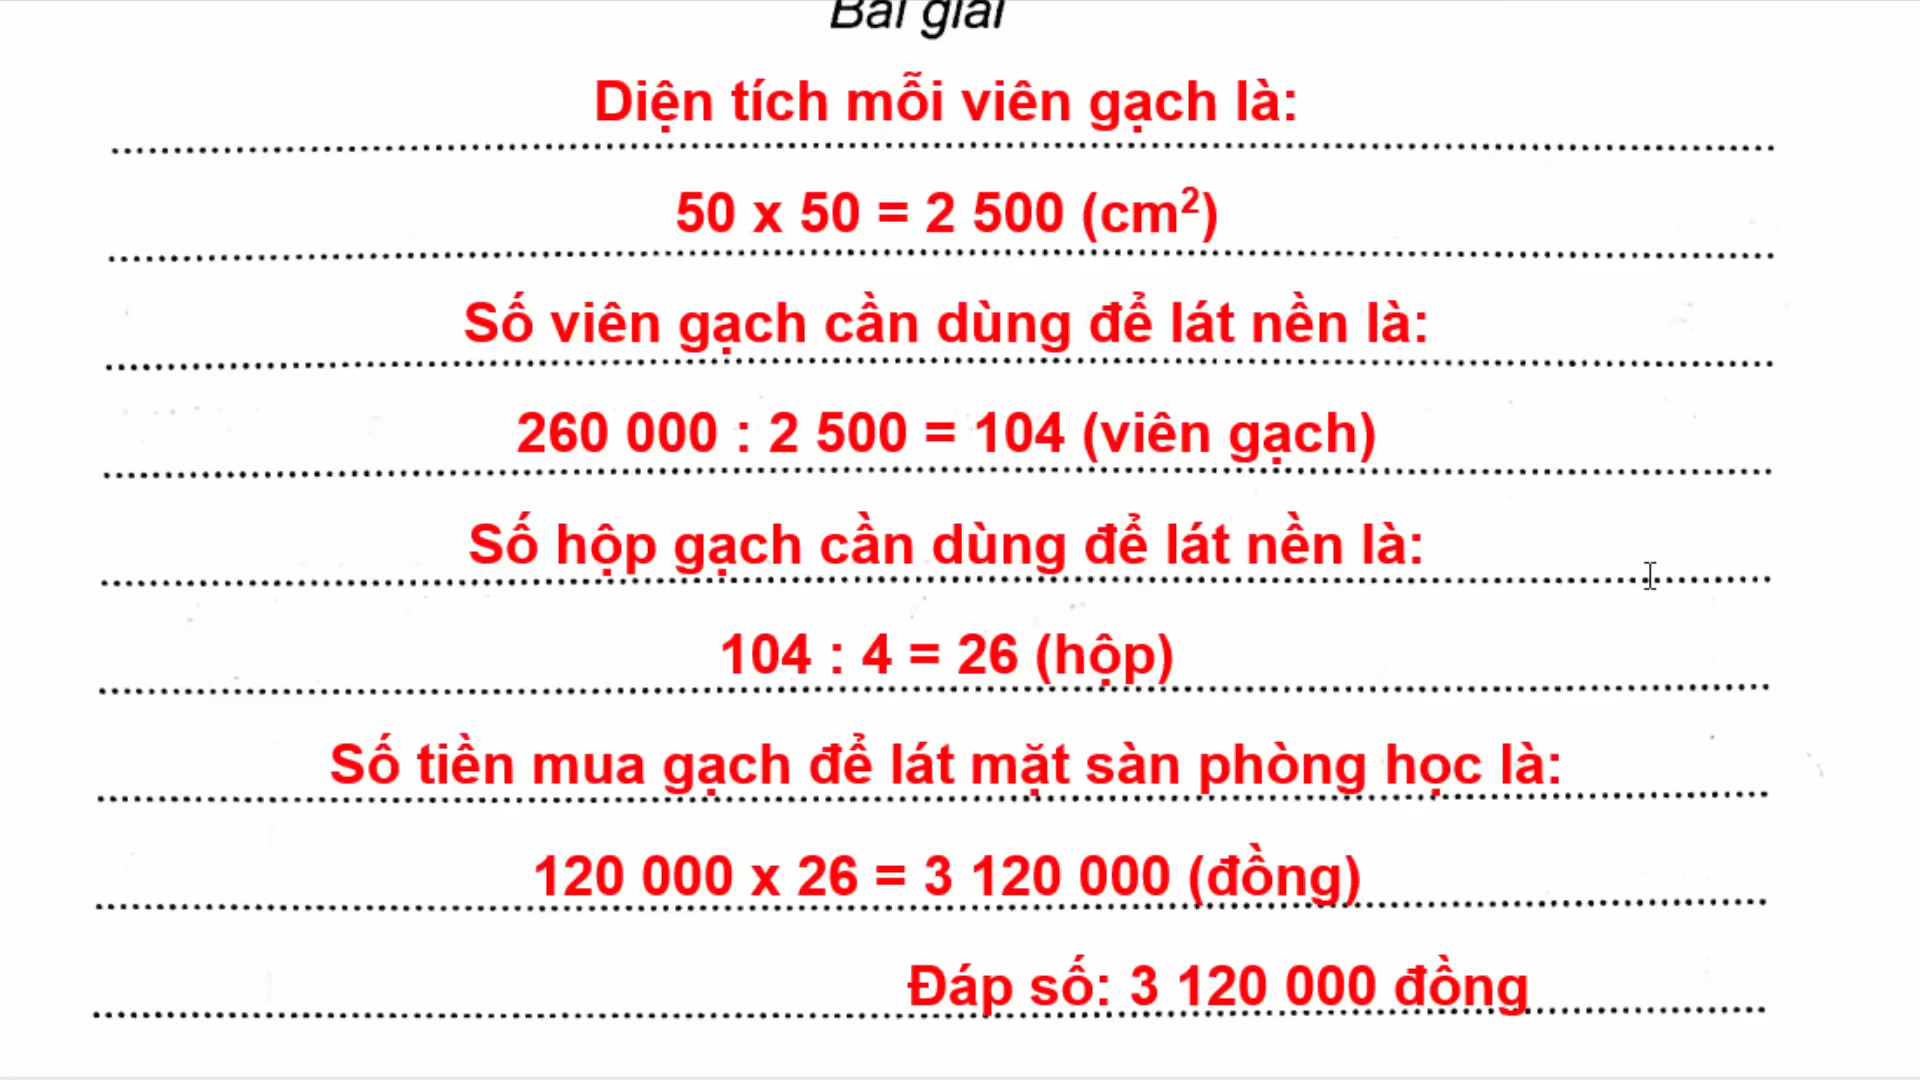 Bài giải
Diện tích mỗi viên gạch là:
50 x 50 = 2 500 (cm²)
Số viên gạch cần dùng để lát nền là:
260 000 : 2 500 = 104 (viên gạch)
Số hộp gạch cần dùng để lát nền là:
104 : 4 = 26 (hộp)
Số tiền mua gạch để lát mặt sàn phòng học là:
120 000 x 26 = 3 120 000 (đồng)
Đáp số: 3 120 000 đồng